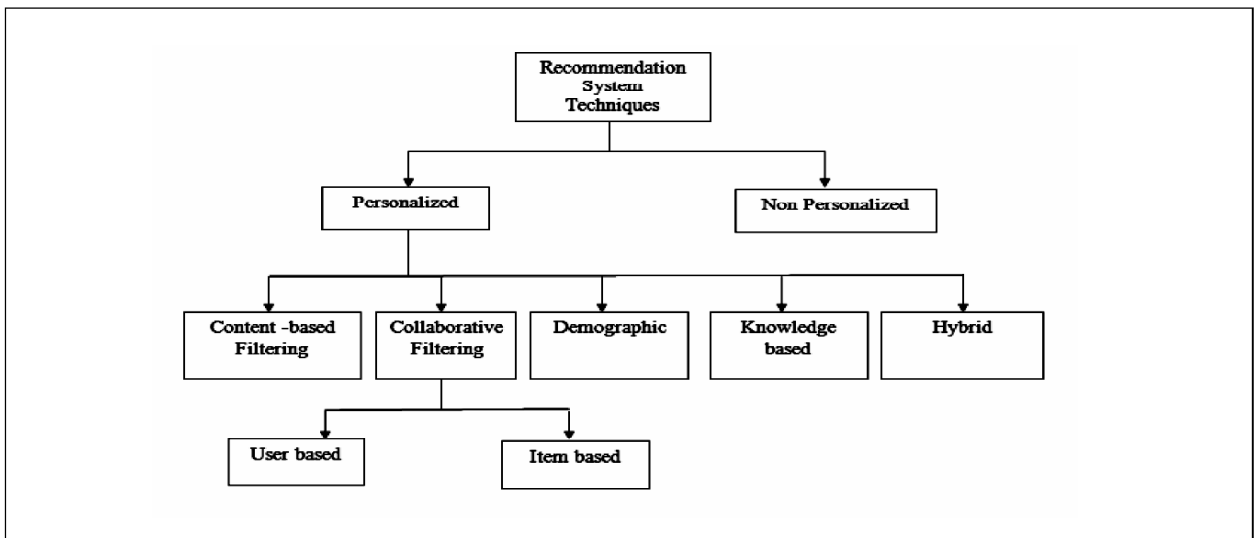 Recommendation
System
Techniques
Personalized
Non Personalized
Content -based
Filtering
Collaborative
Filtering
Demographic
Knowledge
based
Hybrid
User based
Item based